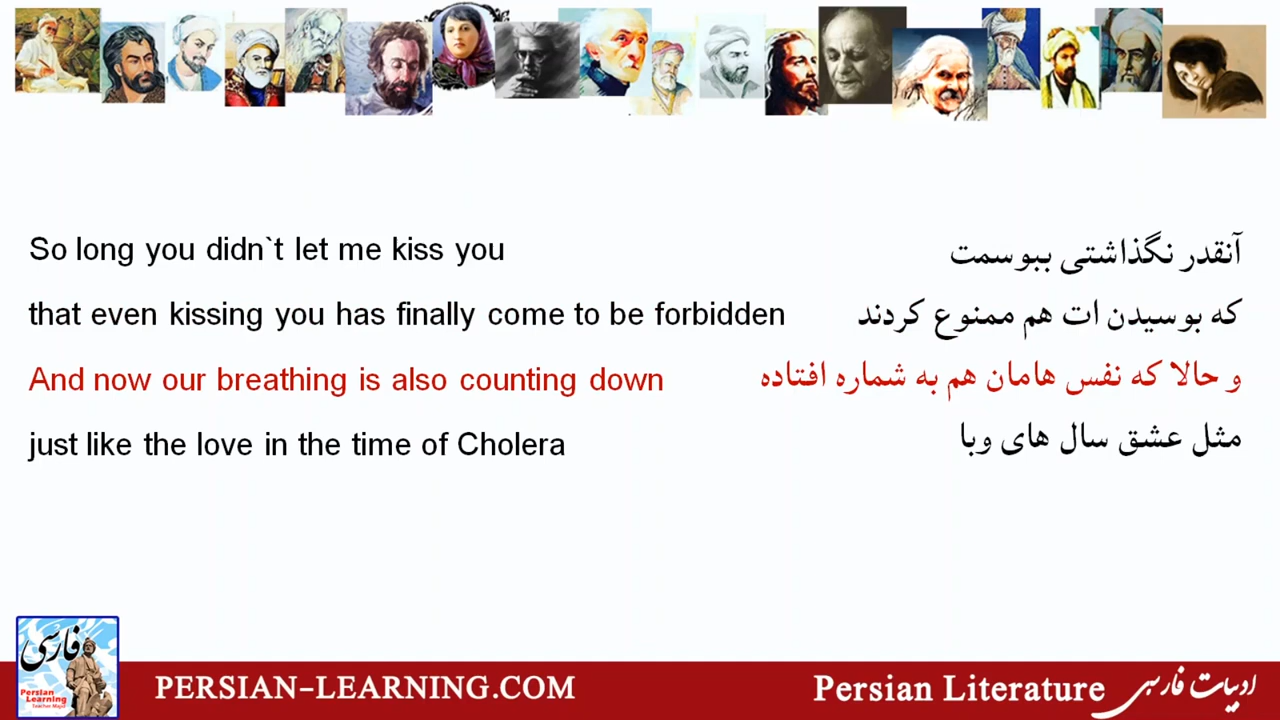 So long you didn`t let me kiss you
آنقدر نگذاشتی ببوسمت
that even kissing you has finally come to be forbidden
که بوسیدن ات هم ممنوع کردند
And now our breathing is also counting down
و حالا که نفس هامان هم به شماره افتاده
just like the love in the time of Cholera
مثل عشق سال های وبا
فارسی
Persian
Learning
Teacher Majid
PERSIAN-LEARNING.COM
Persian Literature
ادبیات فارسی